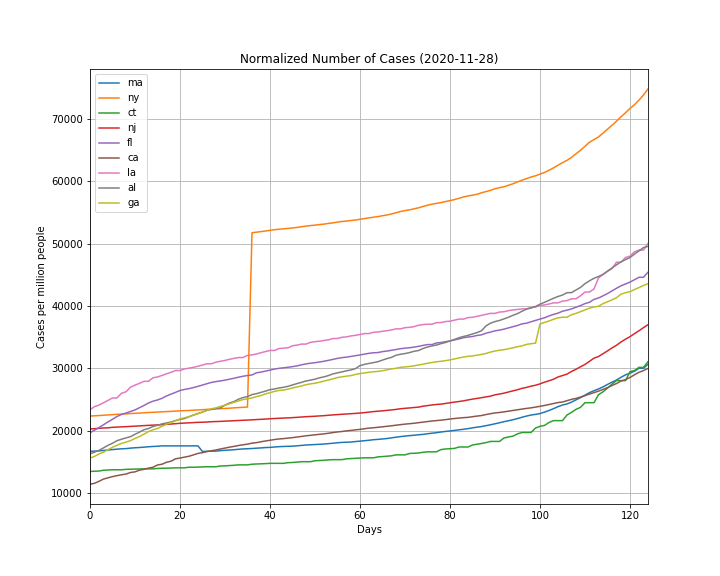 Normalized Number of Cases (2020-11-28)
ma
ny
ct
nj
fl
ca
la
al
ga
70000
60000
50000
40000
30000
20000
10000
Cases per million people
0 20 40 60 80 100 120
Days